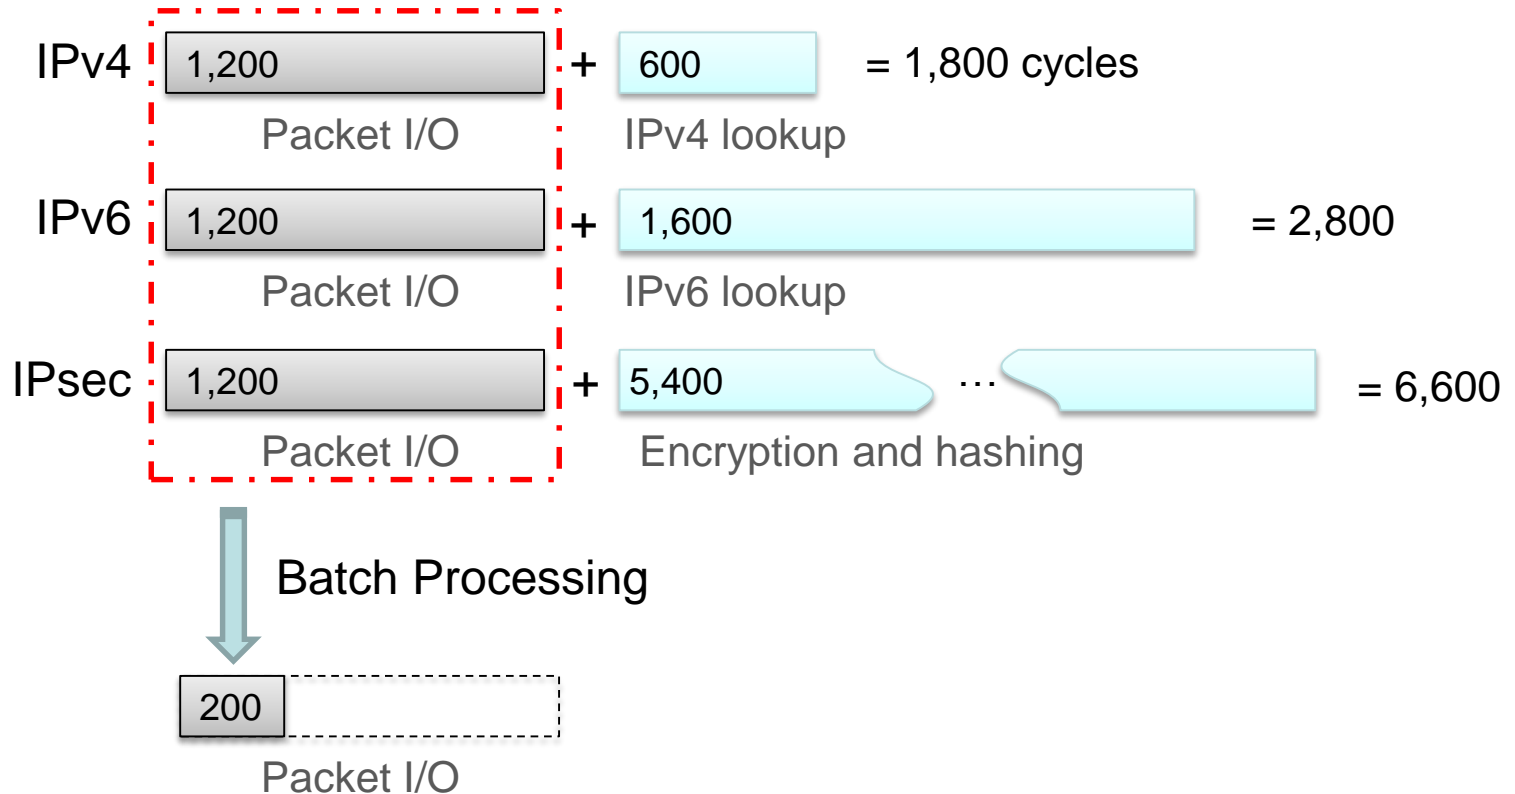 IPv4 1,200 + 600 = 1,800 cycles
Packet I/O IPv4 lookup
IPv6 1,200 + 1,600 = 2,800
Packet I/O IPv6 lookup
IPsec 1,200 + 5,400 … = 6,600
Packet I/O Encryption and hashing
Batch Processing
200
Packet I/O